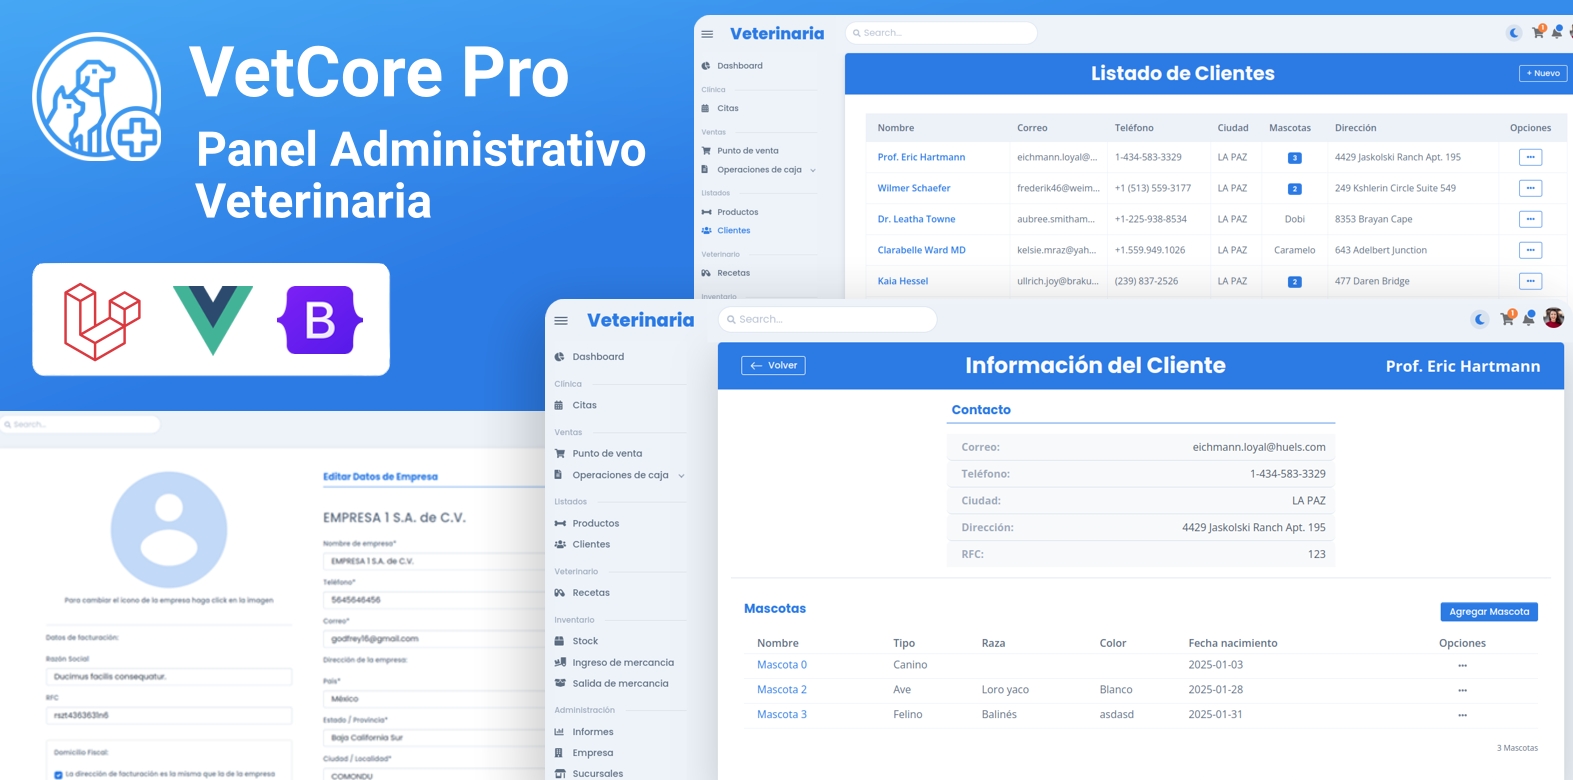 VetCore Pro
Panel Administrativo
Veterinaria
B
Veterinaria
Search...
1
Dashboard
Clínica
Citas
Ventas
Punto de venta
Operaciones de caja
Listados
Productos
Clientes
Veterinario
Recetas
Inventario
Listado de Clientes
+ Nuevo
Nombre Correo Teléfono Ciudad Mascotas Dirección Opciones
Prof. Eric Hartmann eichmann.loyal@... 1-434-583-3329 LA PAZ 3 4429 Jaskolski Ranch Apt. 195 •••
Wilmer Schaefer frederik46@weim... +1 (513) 559-3177 LA PAZ 2 249 Kshlerin Circle Suite 549 •••
Dr. Leatha Towne aubree.smitham... +1-225-938-8534 LA PAZ Dobi 8353 Brayan Cape •••
Clarabelle Ward MD kelsie.mraz@yah... +1.559.949.1026 LA PAZ Caramelo 643 Adelbert Junction •••
Kaia Hessel ullrich.joy@braku... (239) 837-2526 LA PAZ 2 477 Daren Bridge •••
Veterinaria
Search...
1
Dashboard
Clínica
Citas
Ventas
Punto de venta
Operaciones de caja
Listados
Productos
Clientes
Veterinario
Recetas
Inventario
Stock
Ingreso de mercancia
Salida de mercancia
Administración
Informes
Empresa
Sucursales
← Volver
Información del Cliente
Prof. Eric Hartmann
Contacto
Correo: eichmann.loyal@huels.com
Teléfono: 1-434-583-3329
Ciudad: LA PAZ
Dirección: 4429 Jaskolski Ranch Apt. 195
RFC: 123
Mascotas
Agregar Mascota
Nombre Tipo Raza Color Fecha nacimiento Opciones
Mascota 0 Canino 2025-01-03 •••
Mascota 2 Ave Loro yaco Blanco 2025-01-28 •••
Mascota 3 Felino Balinés asdasd 2025-01-31 •••
3 Mascotas
Search...
Para cambiar el icono de la empresa haga click en la imagen
Datos de facturación:
Razón Social
Ducimus facilis consequatur.
RFC
rszt4363631n6
Domicilio Fiscal:
La dirección de facturación es la misma que la de la empresa
Editar Datos de Empresa
EMPRESA 1 S.A. de C.V.
Nombre de empresa*
EMPRESA 1 S.A. de C.V.
Teléfono*
5645646456
Correo*
godfrey16@gmail.com
Dirección de la empresa:
País*
México
Estado / Provincia*
Baja California Sur
Ciudad / Localidad*
COMONDU